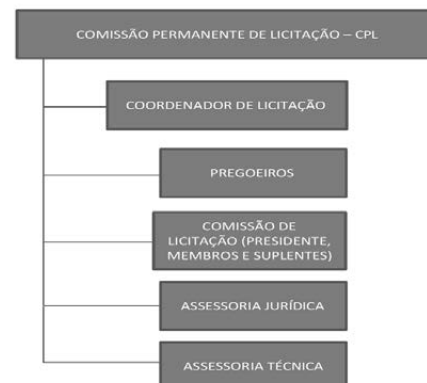 COMISSÃO PERMANENTE DE LICITAÇÃO – CPL
COORDENADOR DE LICITAÇÃO
PREGOEIROS
COMISSÃO DE
LICITAÇÃO (PRESIDENTE,
MEMBROS E SUPLENTES)
ASSESSORIA JURÍDICA
ASSESSORIA TÉCNICA